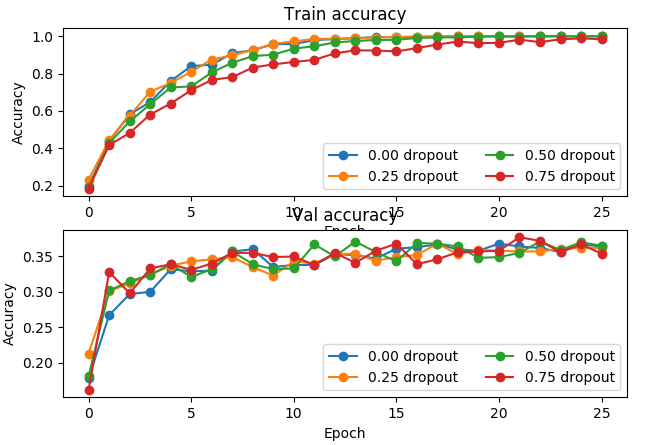 Train accuracy
1.0
0.8
0.6
0.4
0.2
Accuracy
0.00 dropout
0.25 dropout
0.50 dropout
0.75 dropout
0 5 10 15 20 25
Epoch
Val accuracy
0.35
0.30
0.25
0.20
Accuracy
0.00 dropout
0.25 dropout
0.50 dropout
0.75 dropout
0 5 10 15 20 25
Epoch